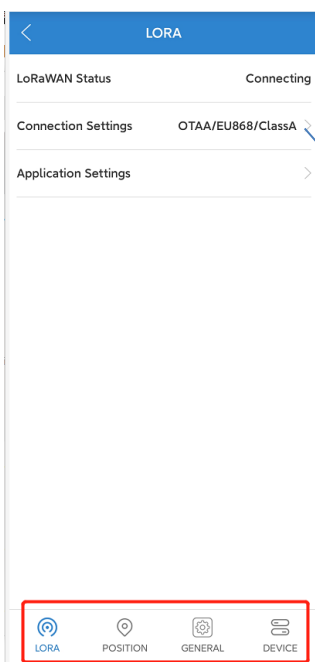 LORA
LoRaWAN Status Connecting
Connection Settings OTAA/EU868/ClassA
Application Settings
LORA POSITION GENERAL DEVICE